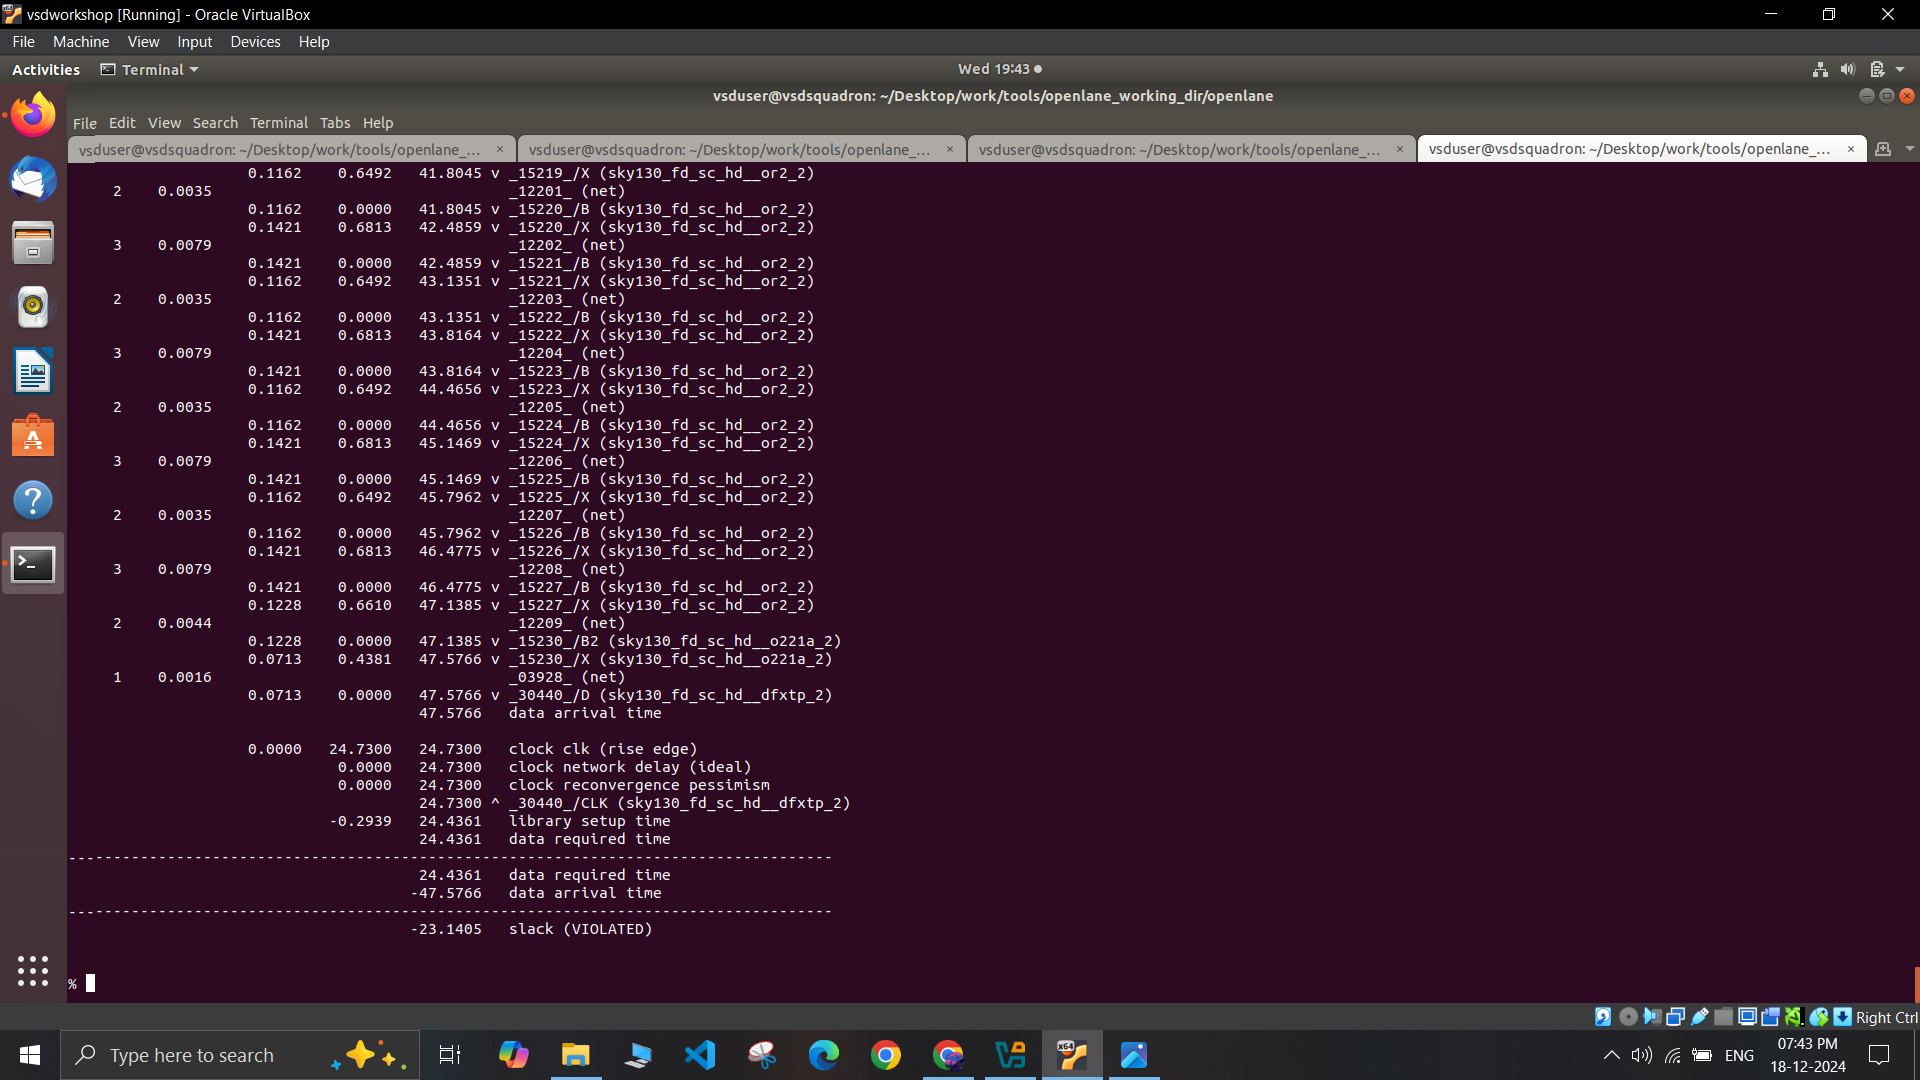 vsdworkshop [Running] - Oracle VirtualBox
File Machine View Input Devices Help
Activities Terminal Wed 19:43
vsduser@vsdsquadron: ~/Desktop/work/tools/openlane_working_dir/openlane
File Edit View Search Terminal Tabs Help
vsduser@vsdsquadron: ~/Desktop/work/tools/openlane_... × vsduser@vsdsquadron: ~/Desktop/work/tools/openlane_... × vsduser@vsdsquadron: ~/Desktop/work/tools/openlane_... × vsduser@vsdsquadron: ~/Desktop/work/tools/openlane_... ×
0.1162 0.6492 41.8045 v _15219_/X (sky130_fd_sc_hd__or2_2)
2 0.0035 _12201_ (net)
0.1162 0.0000 41.8045 v _15220_/B (sky130_fd_sc_hd__or2_2)
0.1421 0.6813 42.4859 v _15220_/X (sky130_fd_sc_hd__or2_2)
3 0.0079 _12202_ (net)
0.1421 0.0000 42.4859 v _15221_/B (sky130_fd_sc_hd__or2_2)
0.1162 0.6492 43.1351 v _15221_/X (sky130_fd_sc_hd__or2_2)
2 0.0035 _12203_ (net)
0.1162 0.0000 43.1351 v _15222_/B (sky130_fd_sc_hd__or2_2)
0.1421 0.6813 43.8164 v _15222_/X (sky130_fd_sc_hd__or2_2)
3 0.0079 _12204_ (net)
0.1421 0.0000 43.8164 v _15223_/B (sky130_fd_sc_hd__or2_2)
0.1162 0.6492 44.4656 v _15223_/X (sky130_fd_sc_hd__or2_2)
2 0.0035 _12205_ (net)
0.1162 0.0000 44.4656 v _15224_/B (sky130_fd_sc_hd__or2_2)
0.1421 0.6813 45.1469 v _15224_/X (sky130_fd_sc_hd__or2_2)
3 0.0079 _12206_ (net)
0.1421 0.0000 45.1469 v _15225_/B (sky130_fd_sc_hd__or2_2)
0.1162 0.6492 45.7962 v _15225_/X (sky130_fd_sc_hd__or2_2)
2 0.0035 _12207_ (net)
0.1162 0.0000 45.7962 v _15226_/B (sky130_fd_sc_hd__or2_2)
0.1421 0.6813 46.4775 v _15226_/X (sky130_fd_sc_hd__or2_2)
3 0.0079 _12208_ (net)
0.1421 0.0000 46.4775 v _15227_/B (sky130_fd_sc_hd__or2_2)
0.1228 0.6610 47.1385 v _15227_/X (sky130_fd_sc_hd__or2_2)
2 0.0044 _12209_ (net)
0.1228 0.0000 47.1385 v _15230_/B2 (sky130_fd_sc_hd__o221a_2)
0.0713 0.4381 47.5766 v _15230_/X (sky130_fd_sc_hd__o221a_2)
1 0.0016 _03928_ (net)
0.0713 0.0000 47.5766 v _30440_/D (sky130_fd_sc_hd__dfxtp_2)
47.5766 data arrival time
0.0000 24.7300 24.7300 clock clk (rise edge)
0.0000 24.7300 clock network delay (ideal)
0.0000 24.7300 clock reconvergence pessimism
24.7300 ^ _30440_/CLK (sky130_fd_sc_hd__dfxtp_2)
-0.2939 24.4361 library setup time
24.4361 data required time
-------------------------------------------------------------------------------------
24.4361 data required time
-47.5766 data arrival time
-------------------------------------------------------------------------------------
-23.1405 slack (VIOLATED)
%
Right Ctrl
Type here to search
ENG
07:43 PM
18-12-2024